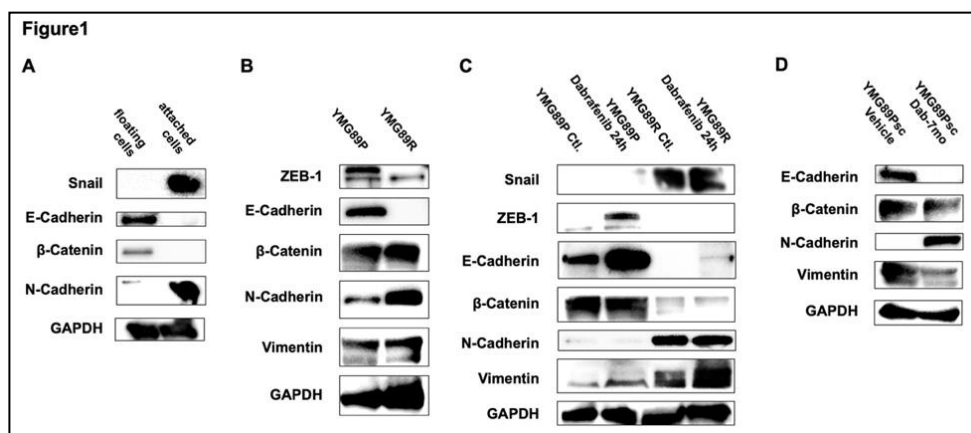 Figure1
A
floating
cells
attached
cells
Snail
E-Cadherin
β-Catenin
N-Cadherin
GAPDH
B
YMG89P
YMG89R
ZEB-1
E-Cadherin
β-Catenin
N-Cadherin
Vimentin
GAPDH
C
YMG89P Ctl.
YMG89P
Dabrafenib 24h
YMG89R Ctl.
YMG89R
Dabrafenib 24h
Snail
ZEB-1
E-Cadherin
β-Catenin
N-Cadherin
Vimentin
GAPDH
D
YMG89Psc
Vehicle
YMG89Psc
Dab-7mo
E-Cadherin
β-Catenin
N-Cadherin
Vimentin
GAPDH